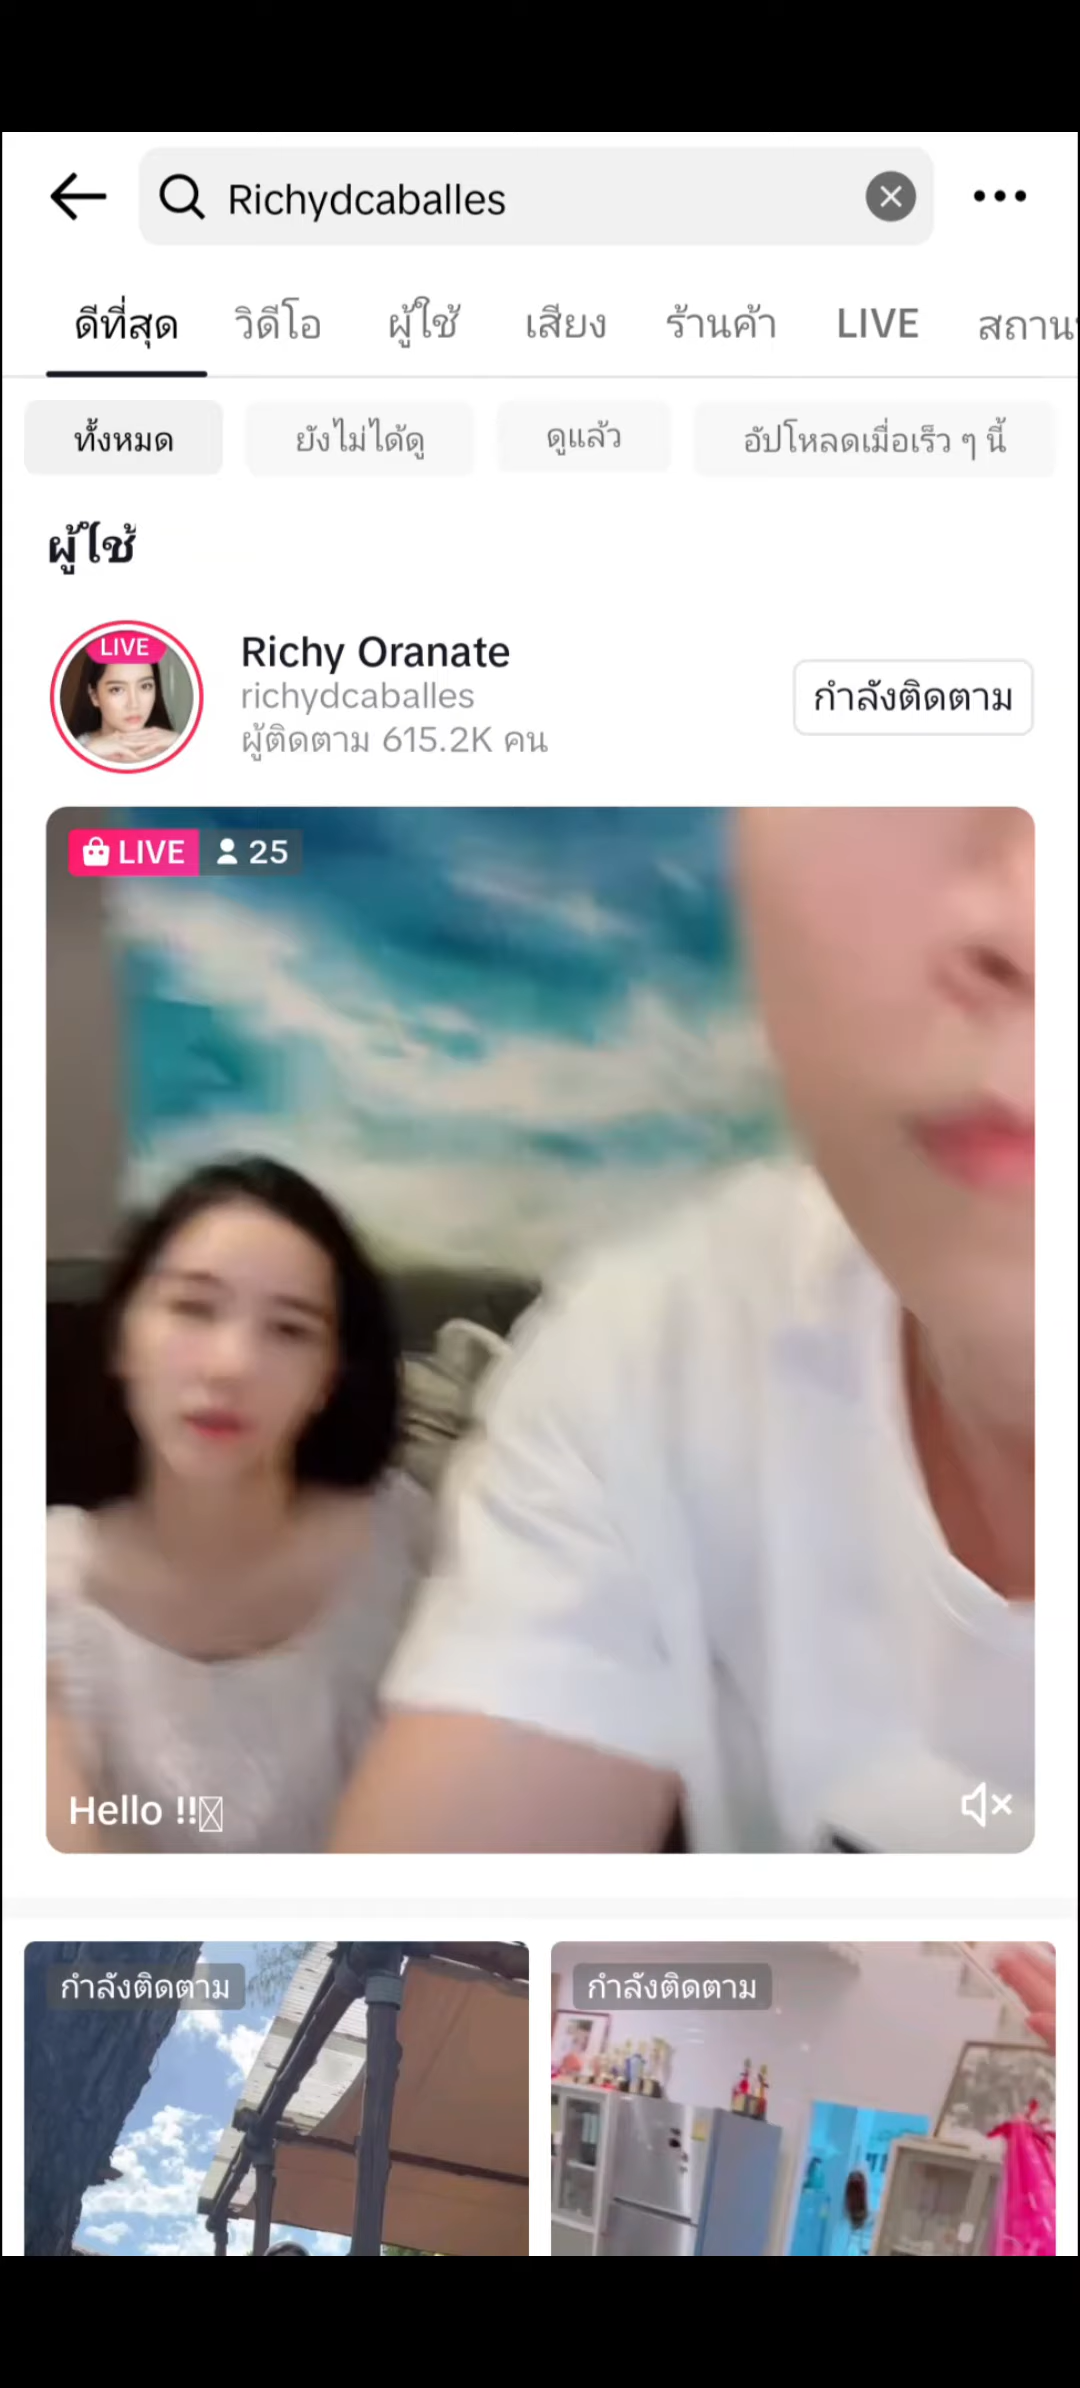 Richydcaballes
ดีที่สุด วิดีโอ ผู้ใช้ เสียง ร้านค้า LIVE
ทั้งหมด ยังไม่ได้ดู ดูแล้ว อัปโหลดเมื่อเร็ว ๆ นี้
ผู้ใช้
LIVE
Richy Oranate
richydcaballes
ผู้ติดตาม 615.2K คน
กำลังติดตาม
LIVE 25
Hello !!
กำลังติดตาม
กำลังติดตาม